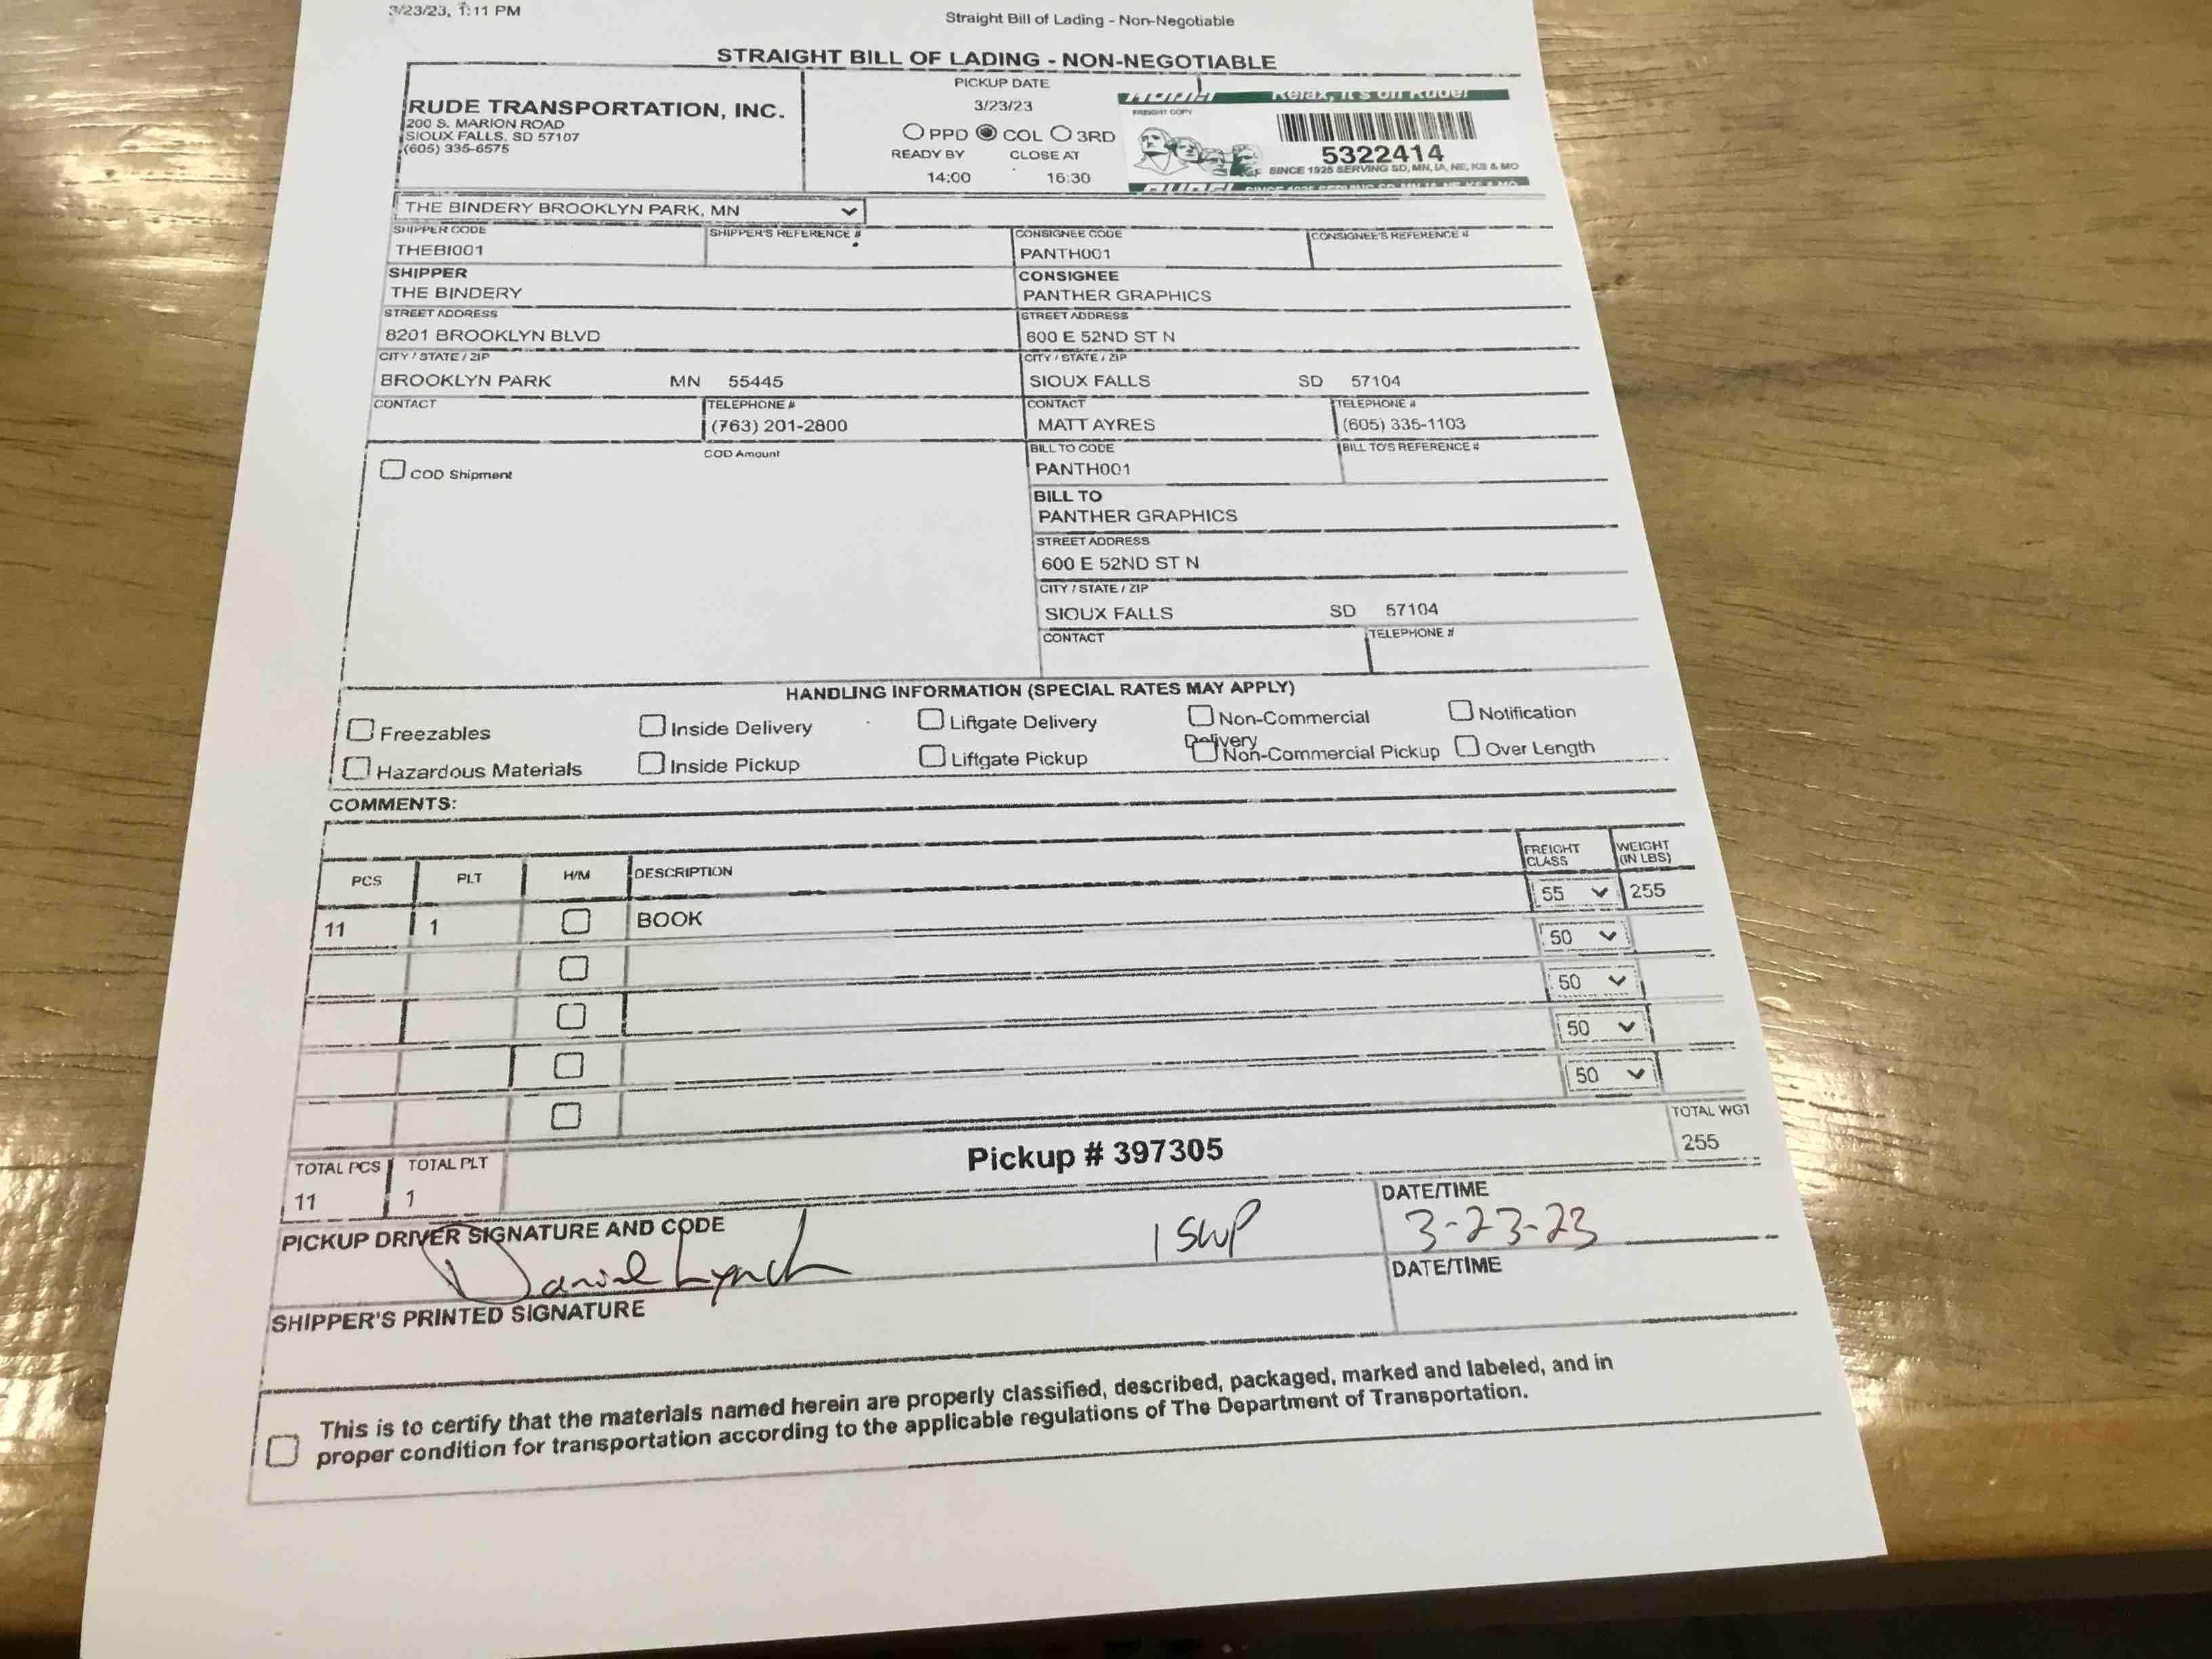 3/23/23, 1:11 PM
Straight Bill of Lading - Non-Negotiable
STRAIGHT BILL OF LADING - NON-NEGOTIABLE
RUDE TRANSPORTATION, INC.
200 S. MARION ROAD
SIOUX FALLS, SD 57107
(605) 335-6575
PICKUP DATE
3/23/23
PPD COL 3RD
READY BY CLOSE AT
14:00 16:30
Relax, It's on Rude!
FREIGHT COPY
5322414
SINCE 1925 SERVING SD, MN, IA, NE, KS & MO
THE BINDERY BROOKLYN PARK, MN
SHIPPER CODE SHIPPER'S REFERENCE # CONSIGNEE CODE CONSIGNEE'S REFERENCE #
THEBI001 PANTH001
SHIPPER CONSIGNEE
THE BINDERY PANTHER GRAPHICS
STREET ADDRESS STREET ADDRESS
8201 BROOKLYN BLVD 600 E 52ND ST N
CITY / STATE / ZIP CITY / STATE / ZIP
BROOKLYN PARK MN 55445 SIOUX FALLS SD 57104
CONTACT TELEPHONE # CONTACT TELEPHONE #
(763) 201-2800 MATT AYRES (605) 335-1103
COD Shipment COD Amount BILL TO CODE BILL TO'S REFERENCE #
PANTH001
BILL TO
PANTHER GRAPHICS
STREET ADDRESS
600 E 52ND ST N
CITY / STATE / ZIP
SIOUX FALLS SD 57104
CONTACT TELEPHONE #
HANDLING INFORMATION (SPECIAL RATES MAY APPLY)
Freezables Inside Delivery Liftgate Delivery Non-Commercial Delivery Notification
Hazardous Materials Inside Pickup Liftgate Pickup Non-Commercial Pickup Over Length
COMMENTS:
PCS PLT H/M DESCRIPTION FREIGHT CLASS WEIGHT (IN LBS)
11 1 BOOK 55 255
50
50
50
50
TOTAL PCS TOTAL PLT Pickup # 397305 TOTAL WGT
11 1 255
PICKUP DRIVER SIGNATURE AND CODE DATE/TIME
Daniel Lynch 1 SWP 3-23-23
SHIPPER'S PRINTED SIGNATURE DATE/TIME
This is to certify that the materials named herein are properly classified, described, packaged, marked and labeled, and in
proper condition for transportation according to the applicable regulations of The Department of Transportation.